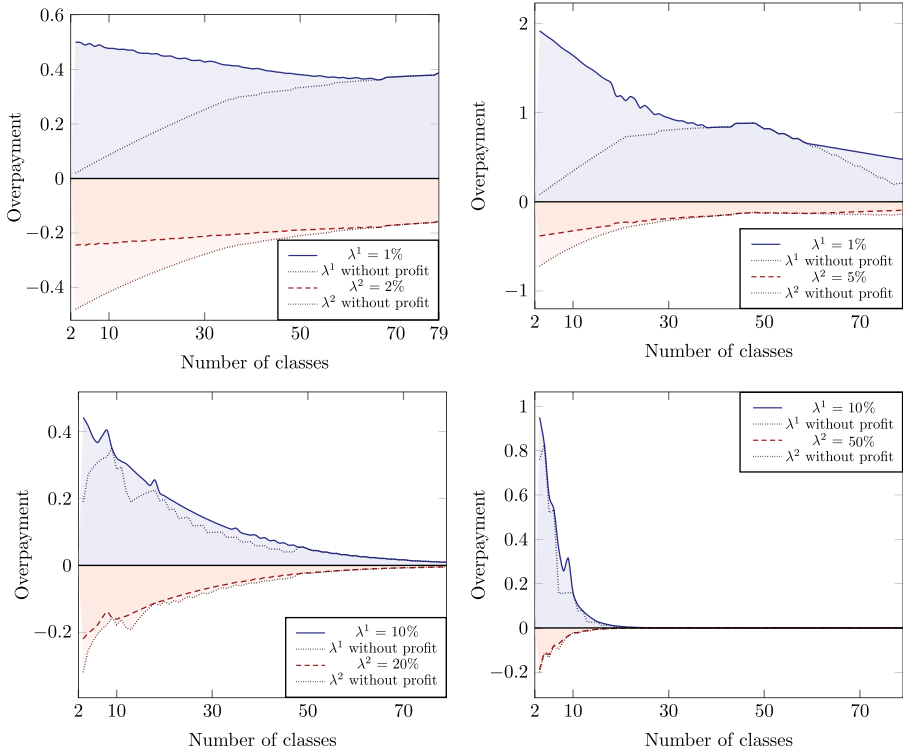 0.6
0.4
0.2
0
−0.2
−0.4
Overpayment
2
10
30
50
70
79
Number of classes
λ¹ = 1%
λ¹ without profit
λ² = 2%
λ² without profit
2
1
0
−1
Overpayment
2
10
30
50
70
Number of classes
λ¹ = 1%
λ¹ without profit
λ² = 5%
λ² without profit
0.4
0.2
0
−0.2
Overpayment
2
10
30
50
70
Number of classes
λ¹ = 10%
λ¹ without profit
λ² = 20%
λ² without profit
1
0.8
0.6
0.4
0.2
0
−0.2
Overpayment
2
10
30
50
70
Number of classes
λ¹ = 10%
λ¹ without profit
λ² = 50%
λ² without profit